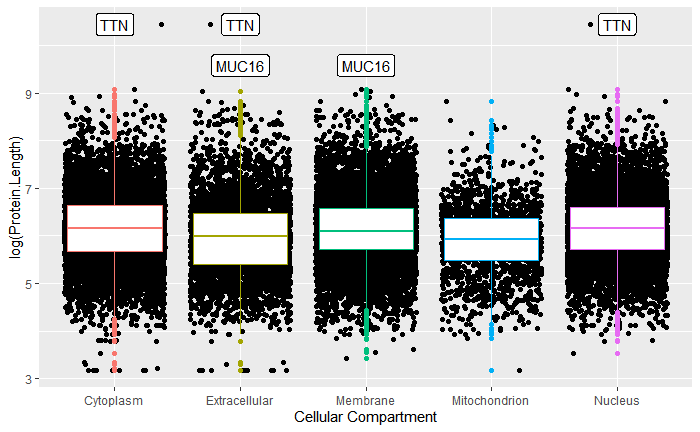 TTN TTN TTN
MUC16 MUC16
9
7
5
3
log(Protein.Length)
Cytoplasm Extracellular Membrane Mitochondrion Nucleus
Cellular Compartment